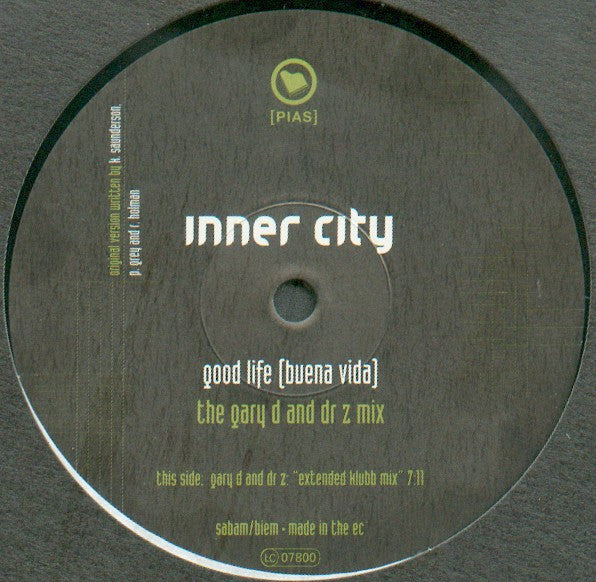 [PIAS]
original version written by k. saunderson,
p. grey and r. holman
inner city
good life [buena vida]
the gary d and dr z mix
this side: gary d and dr z: "extended klubb mix" 7:11
sabam/biem - made in the ec
LC 07800